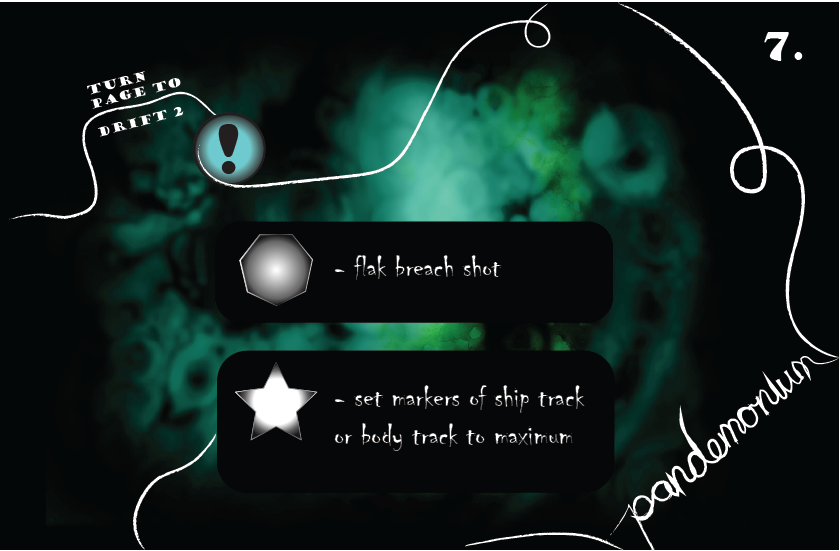 7.
TURN
PAGE TO
DRIFT 2
!
- flak breach shot
- set markers of ship track
or body track to maximum
pandemonium